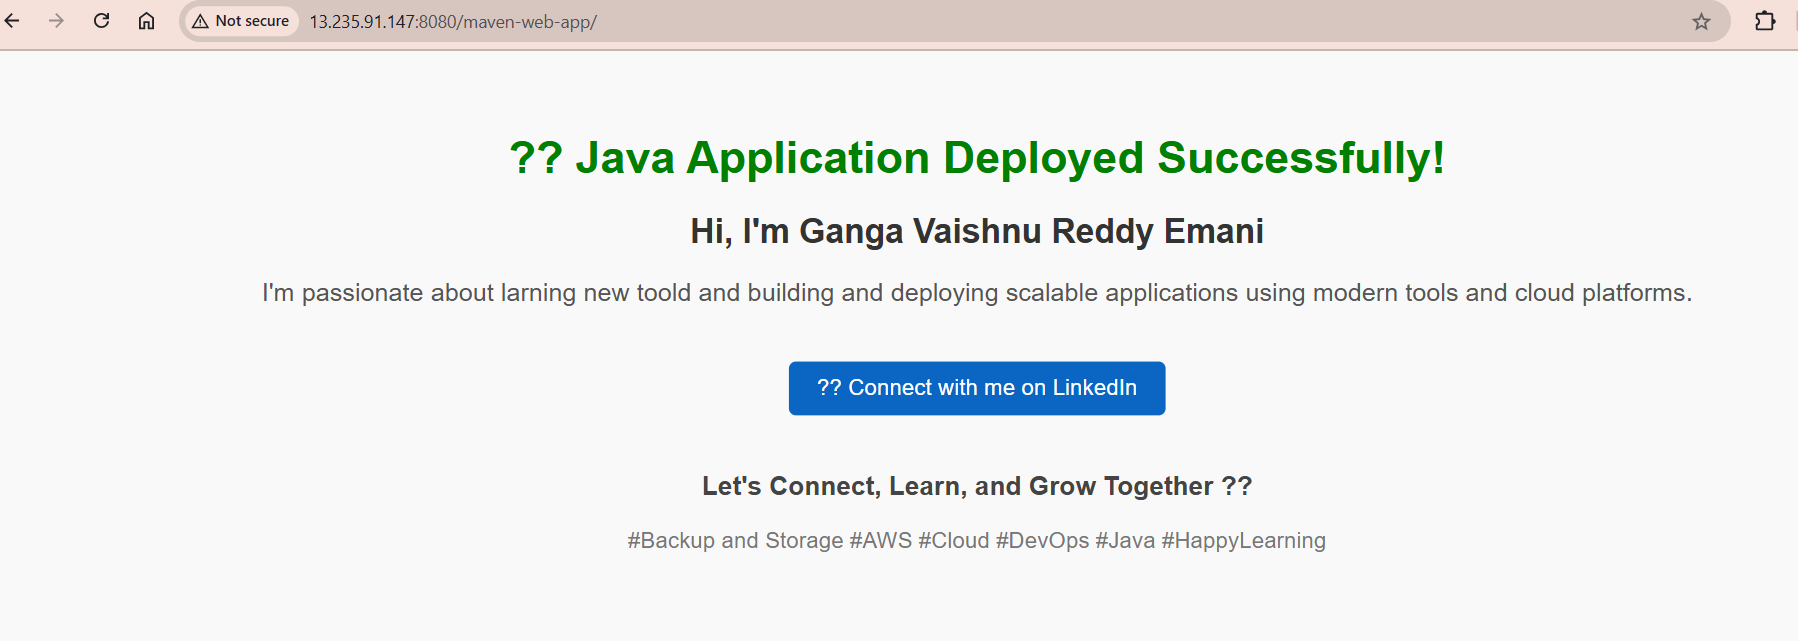 Not secure 13.235.91.147:8080/maven-web-app/
?? Java Application Deployed Successfully!
Hi, I'm Ganga Vaishnu Reddy Emani
I'm passionate about larning new toold and building and deploying scalable applications using modern tools and cloud platforms.
?? Connect with me on LinkedIn
Let's Connect, Learn, and Grow Together ??
#Backup and Storage #AWS #Cloud #DevOps #Java #HappyLearning